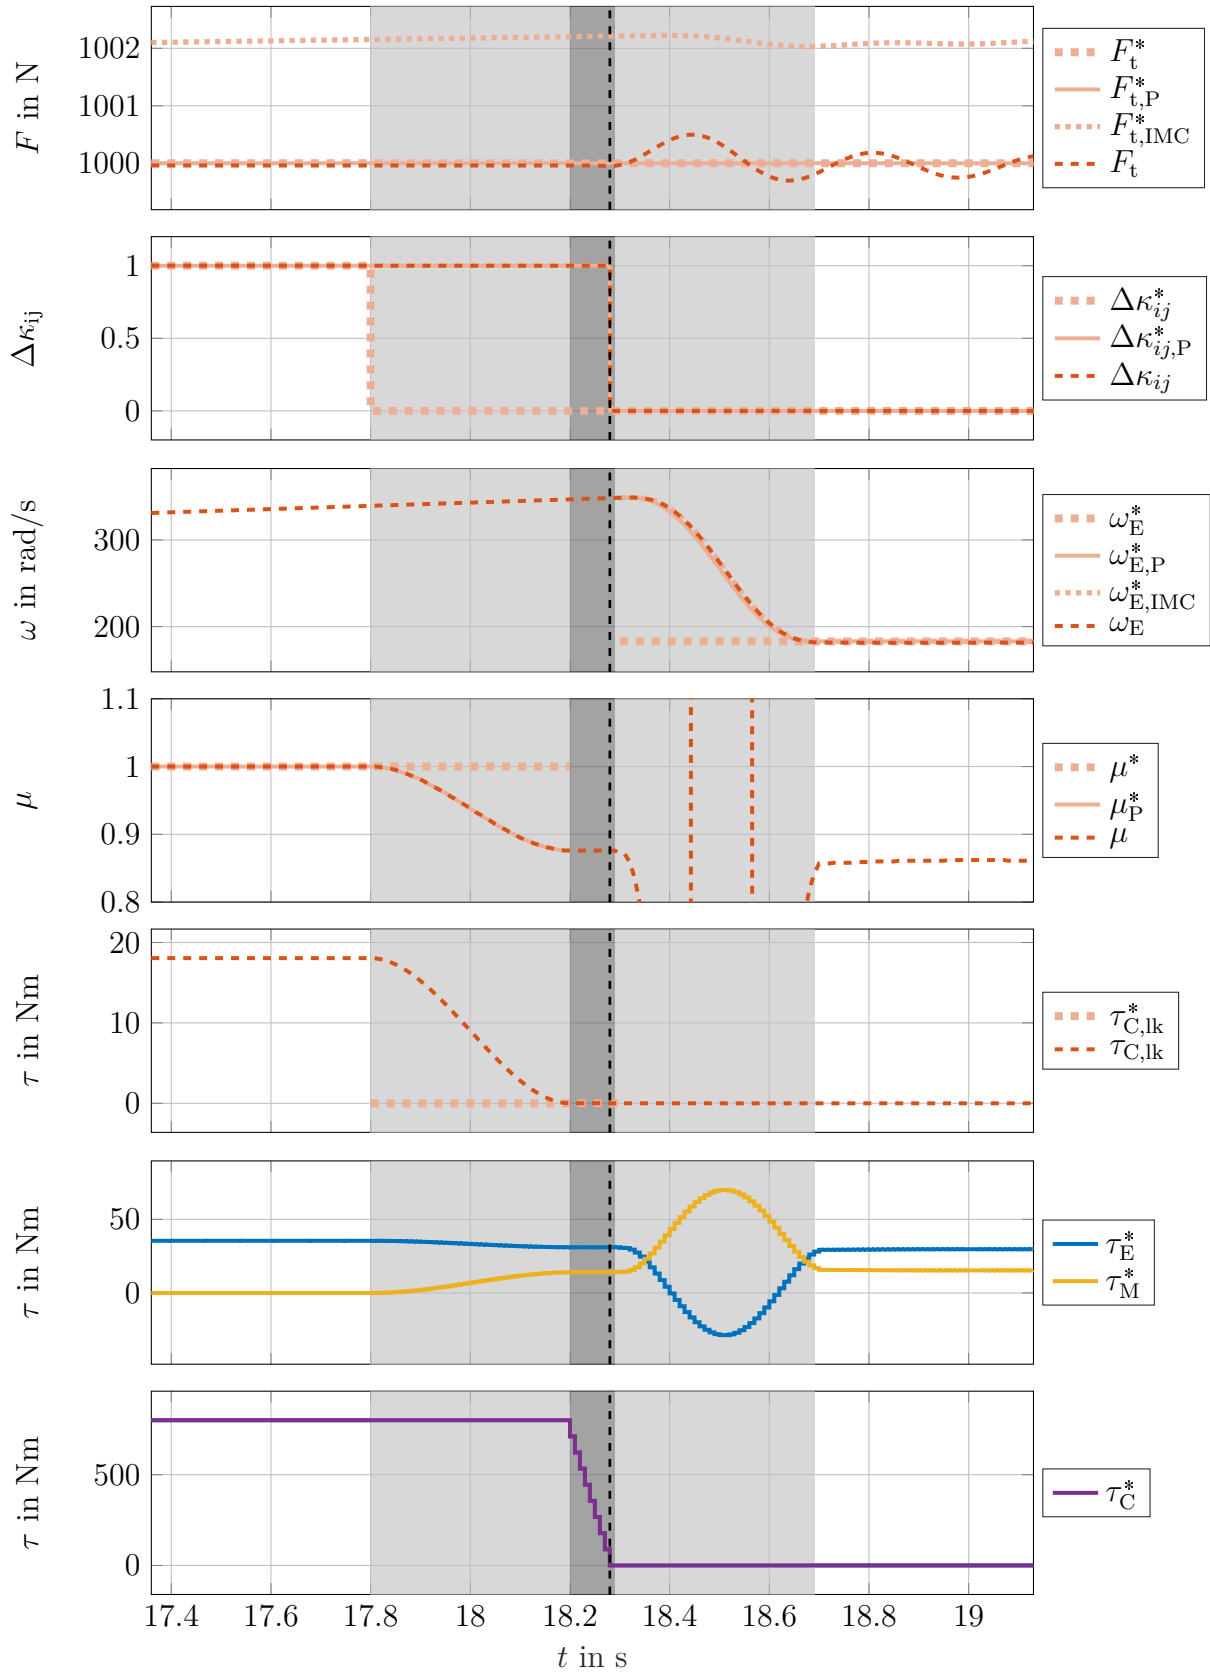 F in N
1002
1001
1000
F*t
F*t,P
F*t,IMC
Ft
Δκij
1
0.5
0
Δκ*ij
Δκ*ij,P
Δκij
ω in rad/s
300
200
ω*E
ω*E,P
ω*E,IMC
ωE
μ
1.1
1
0.9
0.8
μ*
μ*P
μ
τ in Nm
20
10
0
τ*C,lk
τC,lk
τ in Nm
50
0
τ*E
τ*M
τ in Nm
500
0
τ*C
17.4 17.6 17.8 18 18.2 18.4 18.6 18.8 19
t in s